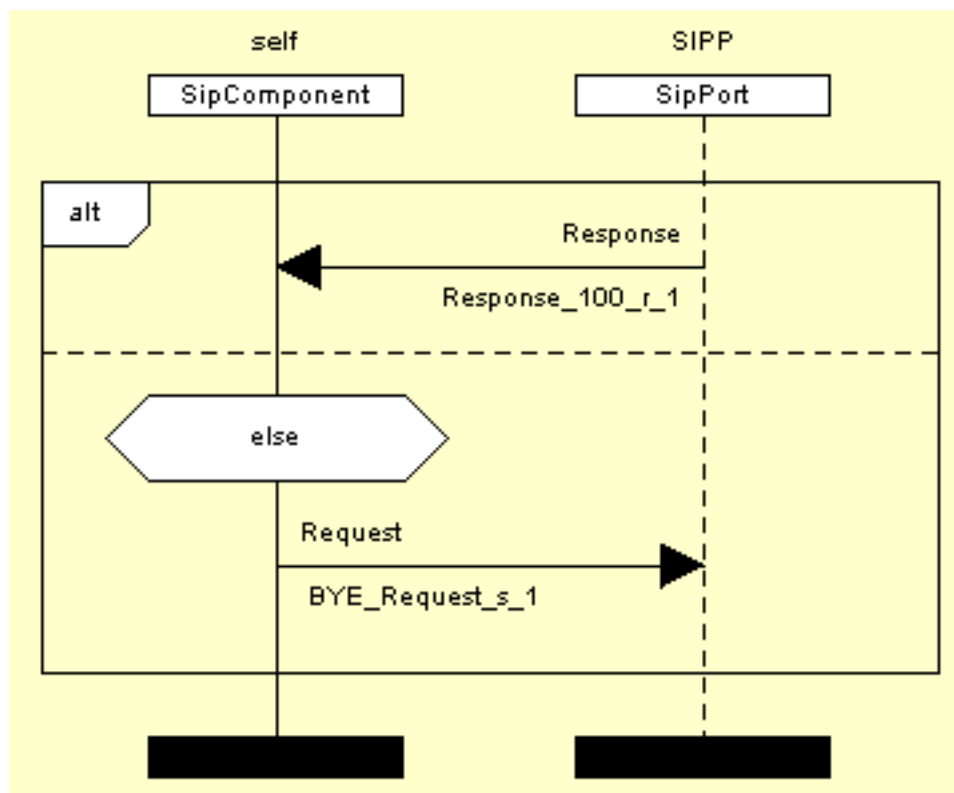 self
SIPP
SipComponent
SipPort
alt
Response
Response_100_r_1
else
Request
BYE_Request_s_1